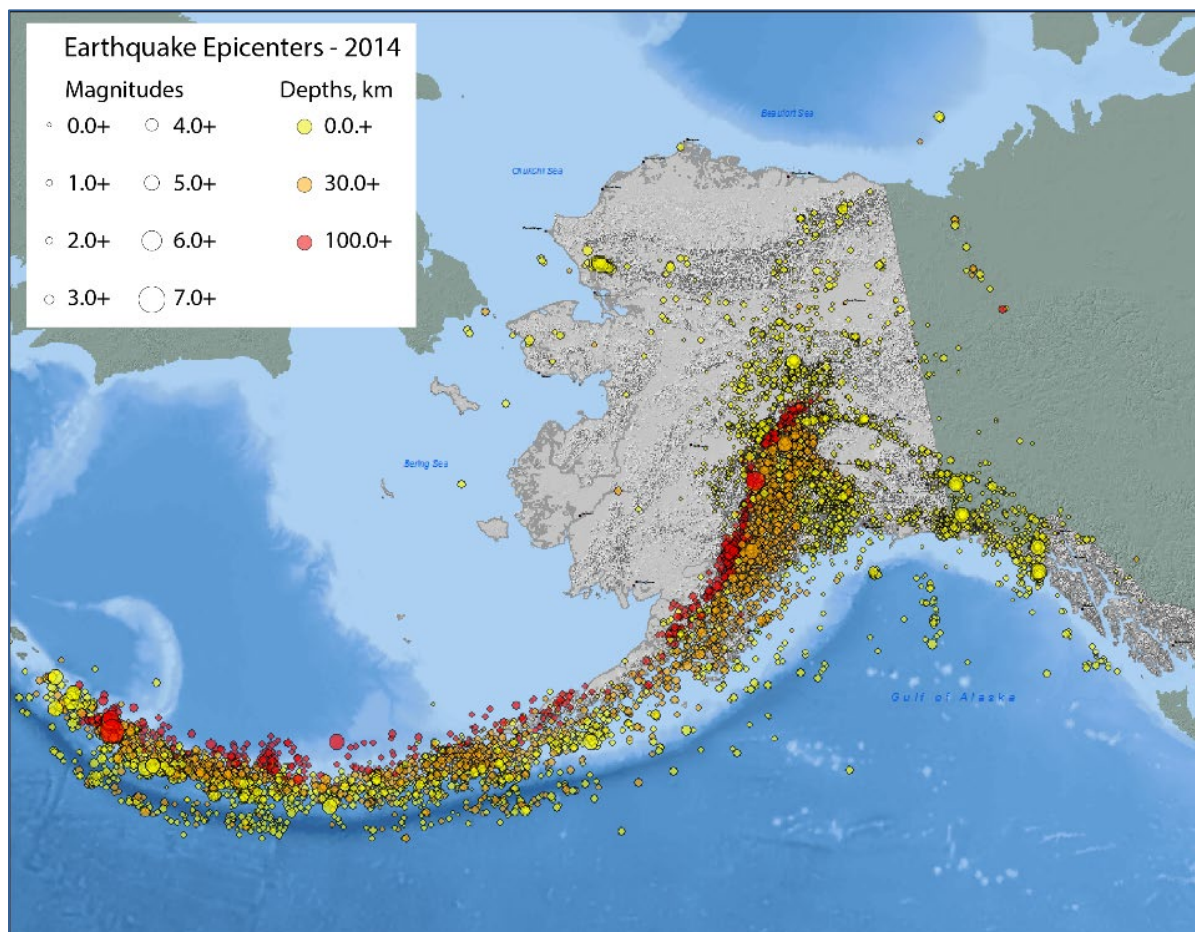 Earthquake Epicenters - 2014
Magnitudes
Depths, km
0.0+
4.0+
0.0.+
1.0+
5.0+
30.0+
2.0+
6.0+
100.0+
3.0+
7.0+
Beaufort Sea
Chukchi Sea
Bering Sea
Gulf of Alaska